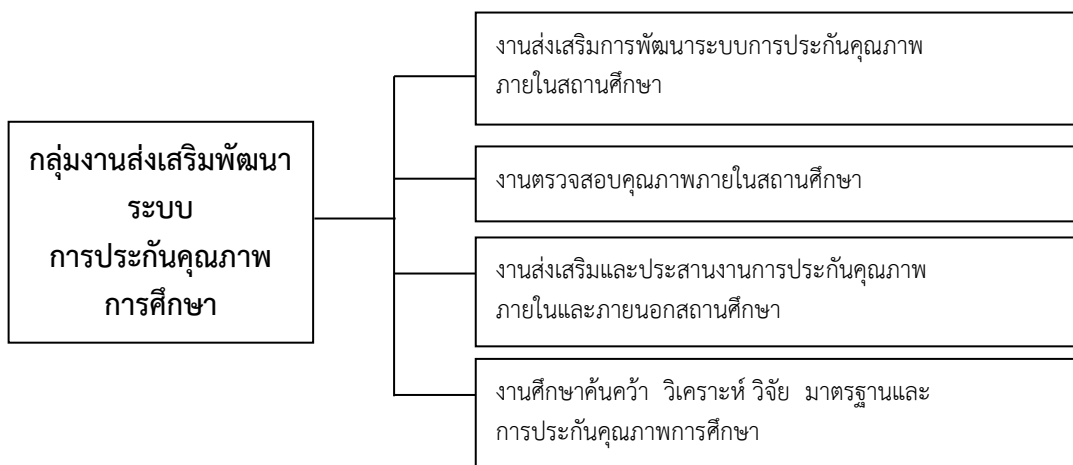 กลุ่มงานส่งเสริมพัฒนา
ระบบ
การประกันคุณภาพ
การศึกษา
งานส่งเสริมการพัฒนาระบบการประกันคุณภาพ
ภายในสถานศึกษา
งานตรวจสอบคุณภาพภายในสถานศึกษา
งานส่งเสริมและประสานงานการประกันคุณภาพ
ภายในและภายนอกสถานศึกษา
งานศึกษาค้นคว้า วิเคราะห์ วิจัย มาตรฐานและ
การประกันคุณภาพการศึกษา